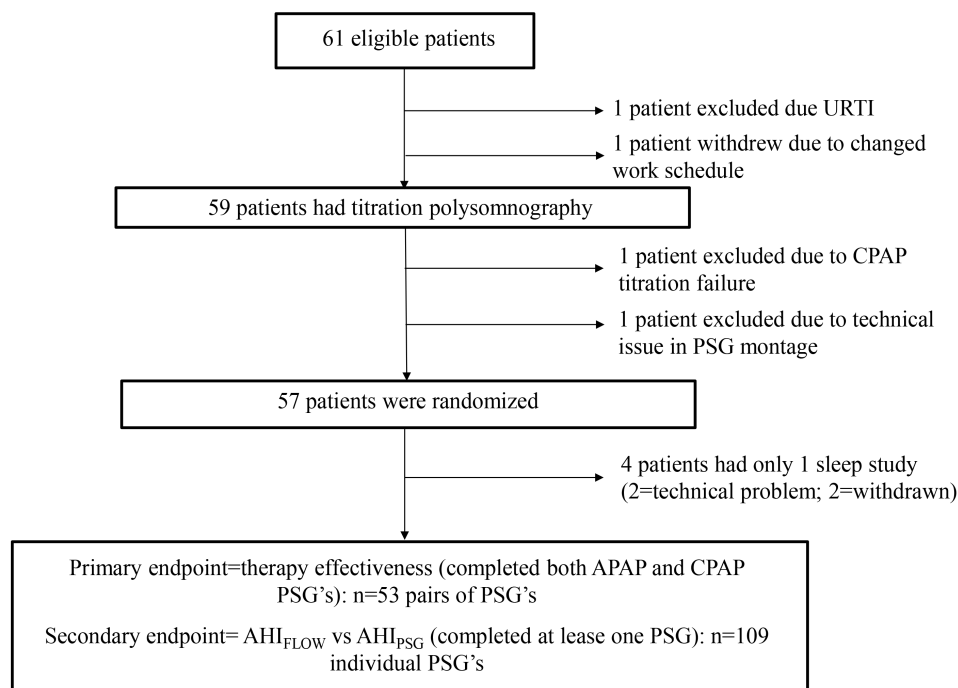 61 eligible patients
1 patient excluded due URTI
1 patient withdrew due to changed
work schedule
59 patients had titration polysomnography
1 patient excluded due to CPAP
titration failure
1 patient excluded due to technical
issue in PSG montage
57 patients were randomized
4 patients had only 1 sleep study
(2=technical problem; 2=withdrawn)
Primary endpoint=therapy effectiveness (completed both APAP and CPAP
PSG's): n=53 pairs of PSG's
Secondary endpoint= AHIFLOW vs AHIPSG (completed at lease one PSG): n=109
individual PSG's